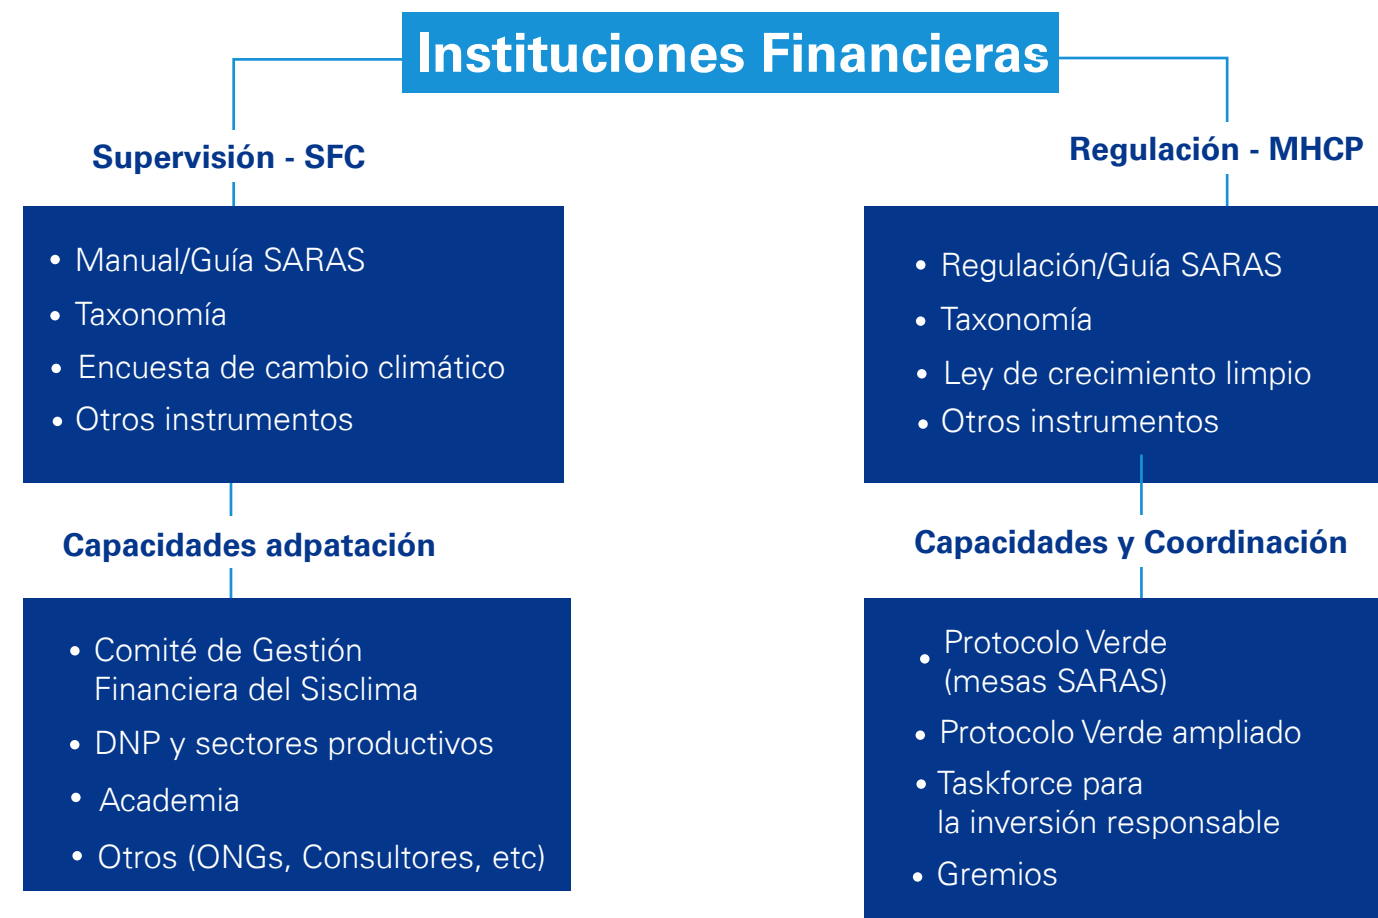 Instituciones Financieras
Supervisión - SFC
• Manual/Guía SARAS
• Taxonomía
• Encuesta de cambio climático
• Otros instrumentos
Capacidades adpatación
• Comité de Gestión
Financiera del Sisclima
• DNP y sectores productivos
• Academia
• Otros (ONGs, Consultores, etc)
Regulación - MHCP
• Regulación/Guía SARAS
• Taxonomía
• Ley de crecimiento limpio
• Otros instrumentos
Capacidades y Coordinación
• Protocolo Verde
(mesas SARAS)
• Protocolo Verde ampliado
• Taskforce para
la inversión responsable
• Gremios